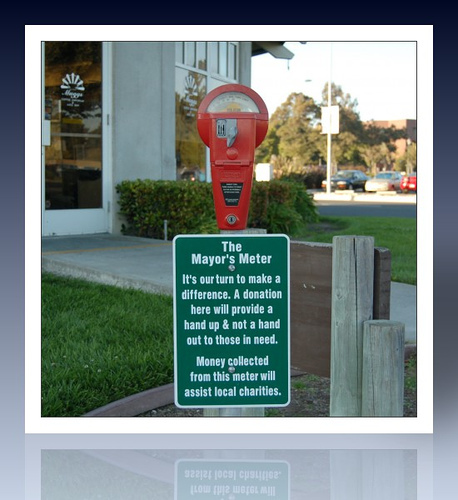 The
Mayor's Meter
It's our turn to make a
difference. A donation
here will provide a
hand up & not a hand
out to those in need.
Money collected
from this meter will
assist local charities.